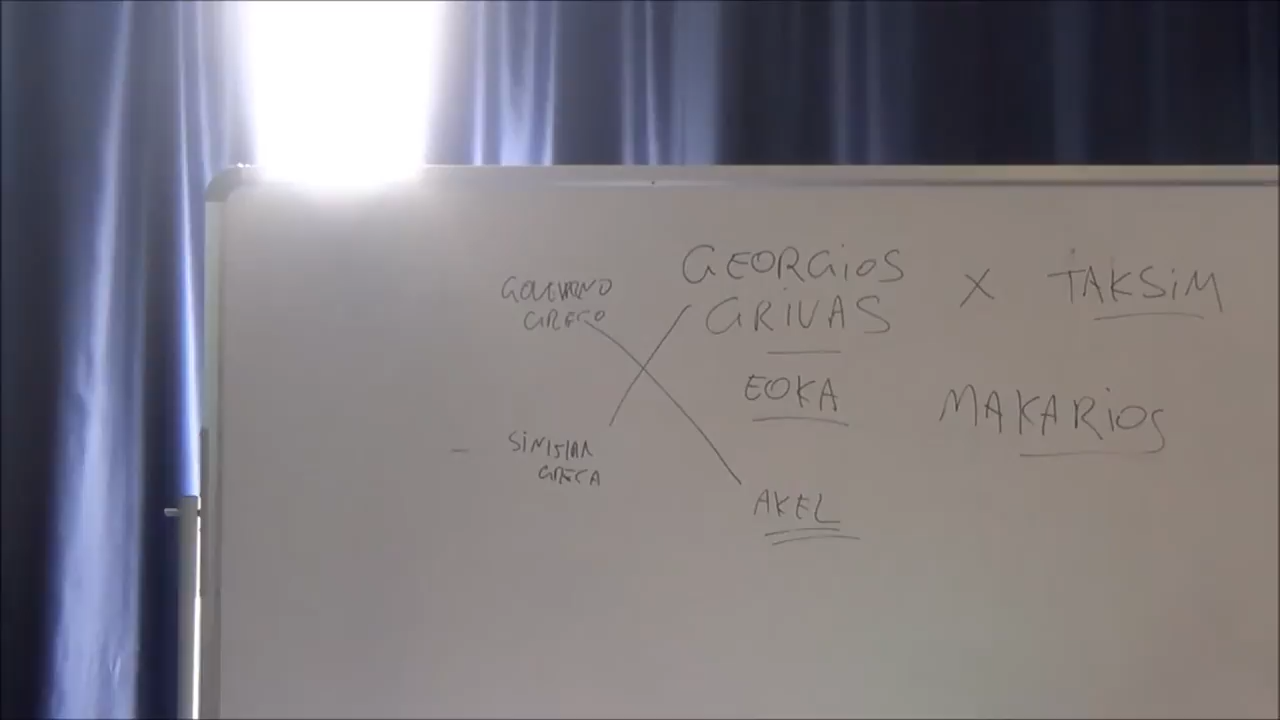 GOVERNO
GRECO
GEORGIOS
GRIVAS
X TAKSIM
EOKA
MAKARIOS
SINISTRA
GRECA
AKEL